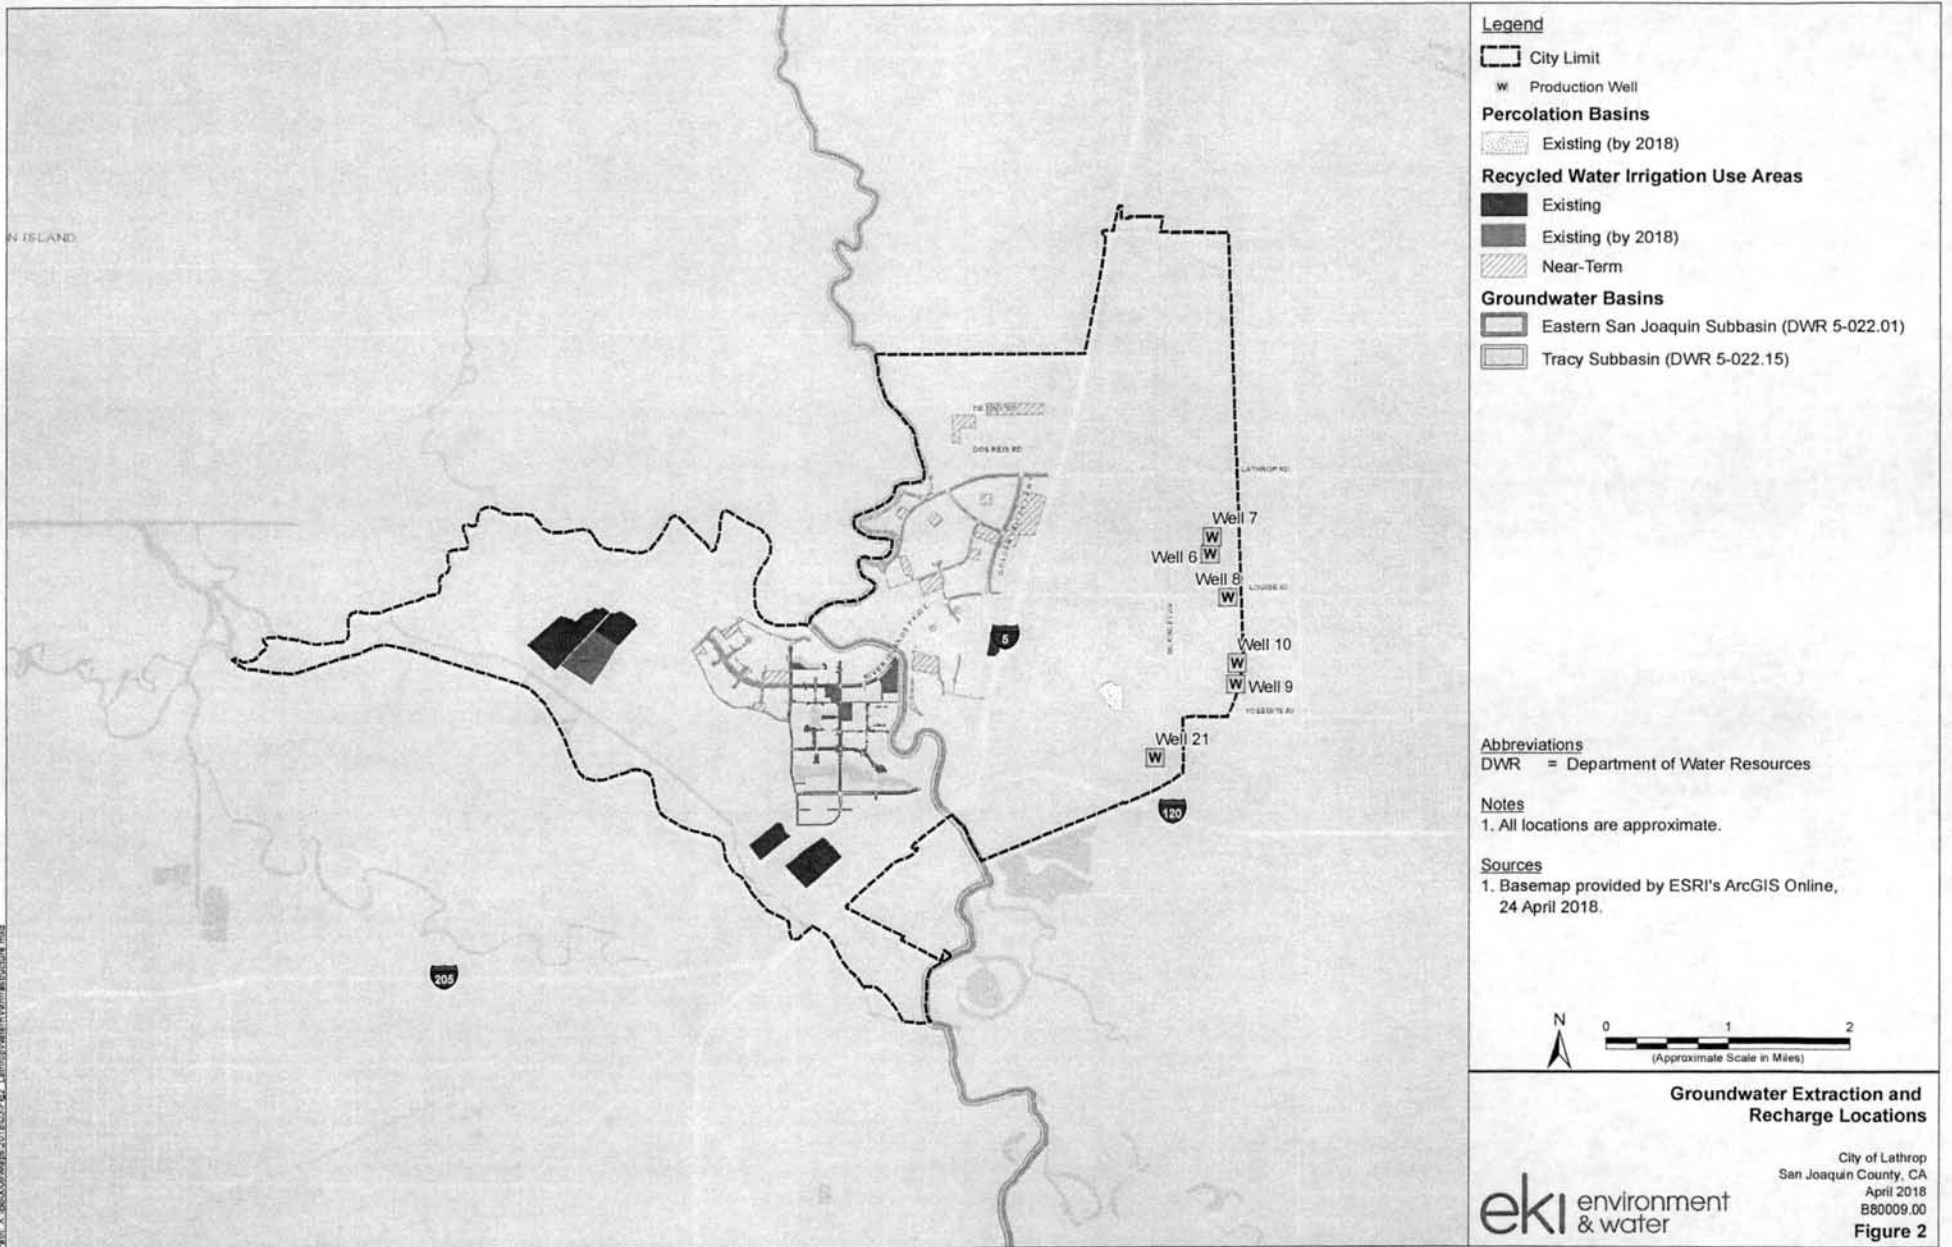 N ISLAND
DOS REIS RD
LATHROP RD
Well 7
Well 6
Well 8
LOUISE AV
Well 10
Well 9
YOSEMITE AV
Well 21
5
120
205
W
W
W
W
W
W
Legend
City Limit
W Production Well
Percolation Basins
Existing (by 2018)
Recycled Water Irrigation Use Areas
Existing
Existing (by 2018)
Near-Term
Groundwater Basins
Eastern San Joaquin Subbasin (DWR 5-022.01)
Tracy Subbasin (DWR 5-022.15)
Abbreviations
DWR = Department of Water Resources
Notes
1. All locations are approximate.
Sources
1. Basemap provided by ESRI's ArcGIS Online,
24 April 2018.
N
0 1 2
(Approximate Scale in Miles)
Groundwater Extraction and
Recharge Locations
City of Lathrop
San Joaquin County, CA
April 2018
B80009.00
Figure 2
eki environment
& water